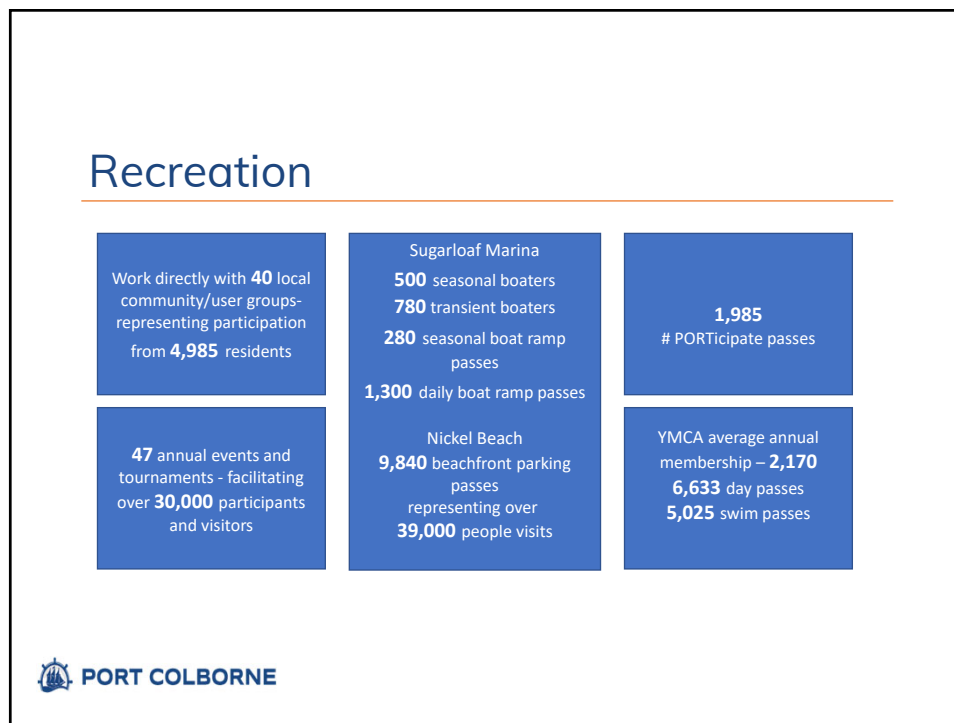 Recreation
Work directly with 40 local
community/user groups-
representing participation
from 4,985 residents
47 annual events and
tournaments - facilitating
over 30,000 participants
and visitors
Sugarloaf Marina
500 seasonal boaters
780 transient boaters
280 seasonal boat ramp
passes
1,300 daily boat ramp passes
Nickel Beach
9,840 beachfront parking
passes
representing over
39,000 people visits
1,985
# PORTicipate passes
YMCA average annual
membership – 2,170
6,633 day passes
5,025 swim passes
PORT COLBORNE